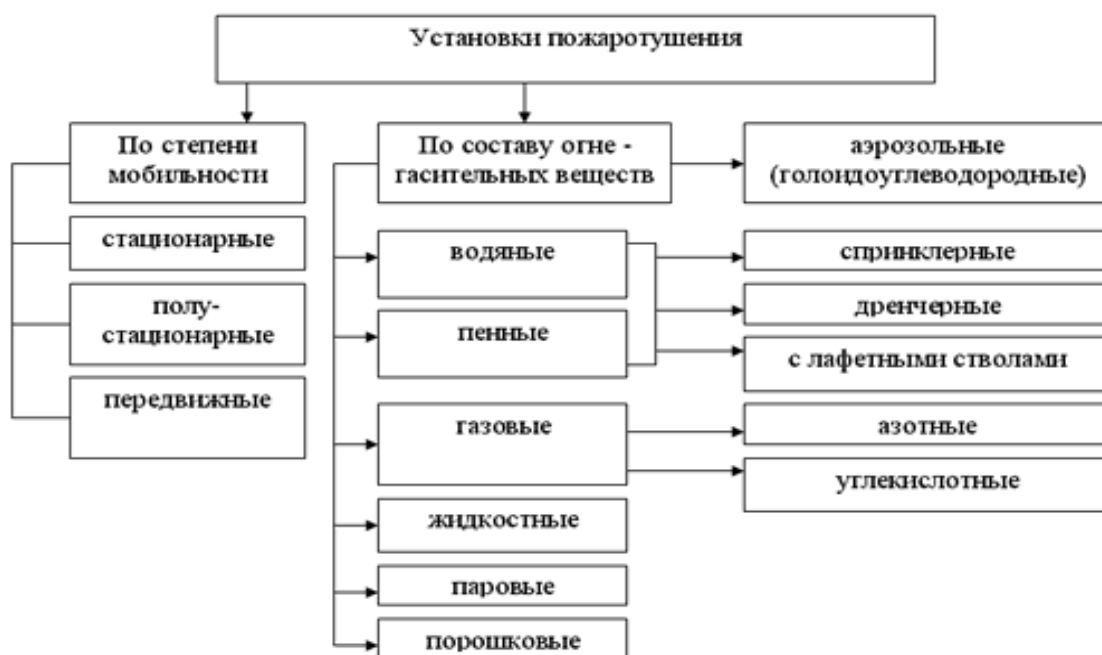 Установки пожаротушения
По степени
мобильности
стационарные
полу-
стационарные
передвижные
По составу огне -
гасительных веществ
водяные
пенные
газовые
жидкостные
паровые
порошковые
аэрозольные
(голоидоуглеводородные)
спринклерные
дренчерные
с лафетными стволами
азотные
углекислотные